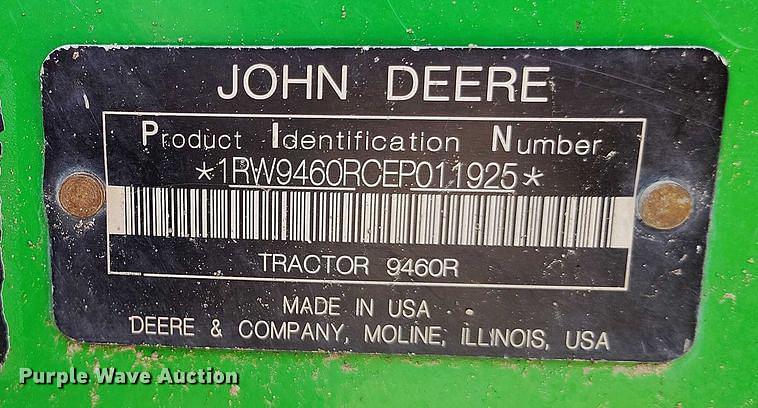 JOHN DEERE
Product Identification Number
*1RW9460RCEP011925*
TRACTOR 9460R
MADE IN USA
DEERE & COMPANY, MOLINE, ILLINOIS, USA
Purple Wave Auction